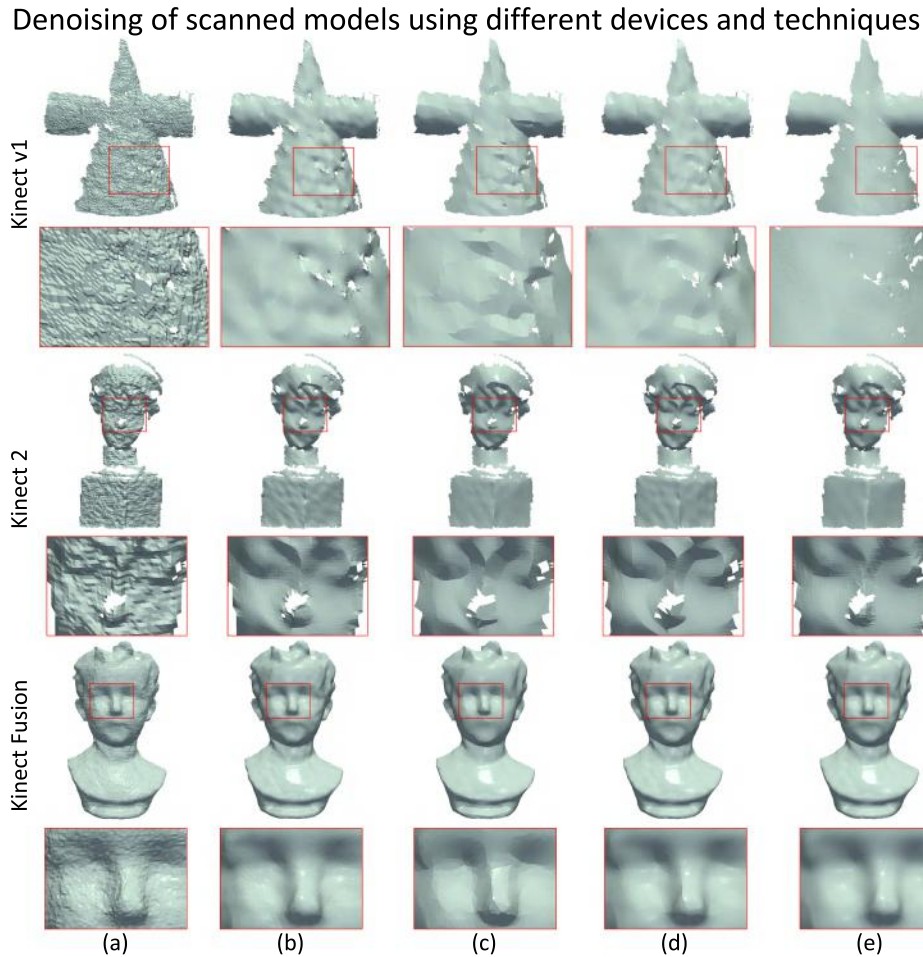 Denoising of scanned models using different devices and techniques
Kinect v1
Kinect 2
Kinect Fusion
(a) (b) (c) (d) (e)